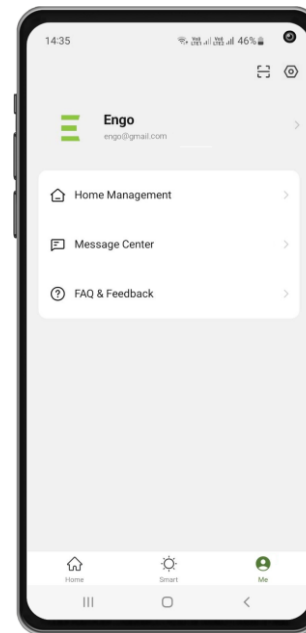 14:35 46%
Engo
engo@gmail.com
Home Management
Message Center
FAQ & Feedback
Home Smart Me